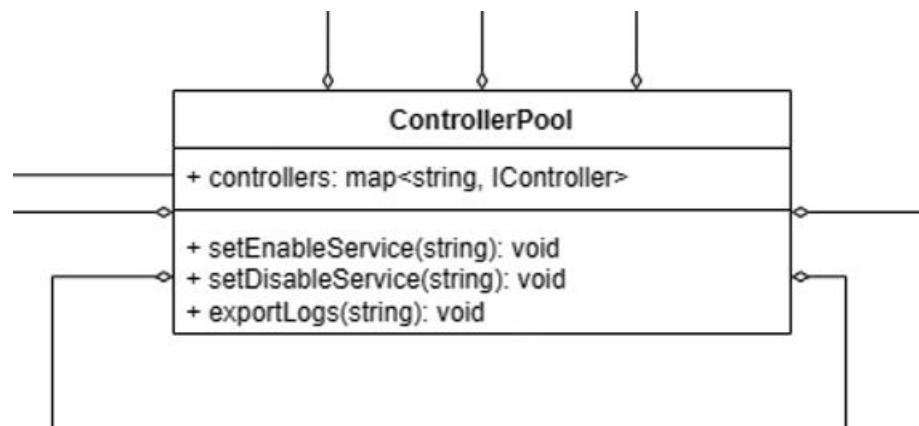 ControllerPool
+ controllers: map<string, IController>
+ setEnableService(string): void
+ setDisableService(string): void
+ exportLogs(string): void